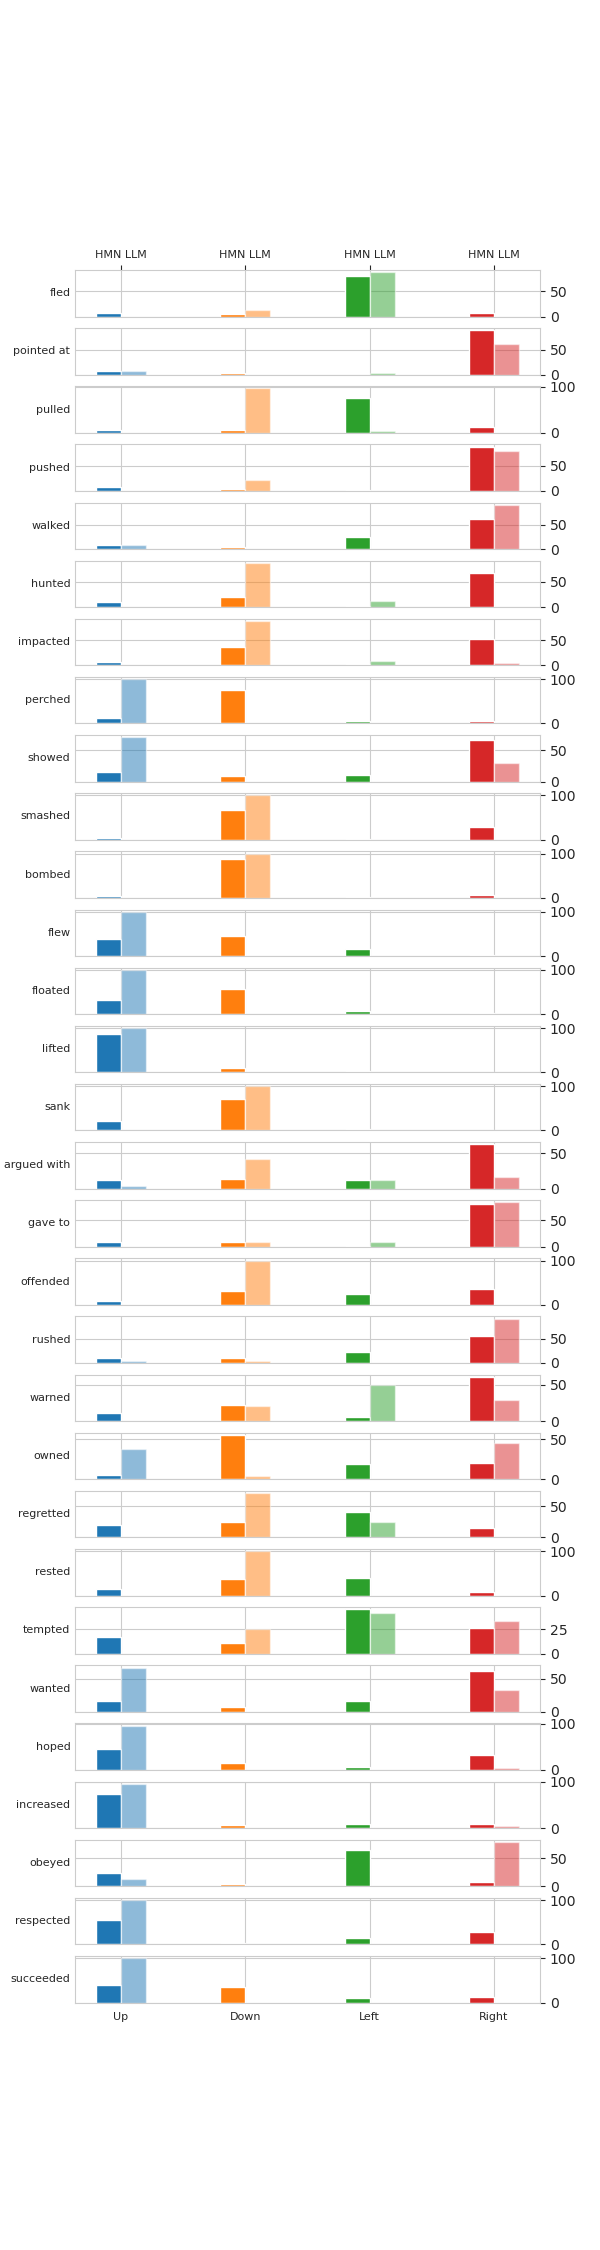 HMN LLM HMN LLM HMN LLM HMN LLM
fled 50 0
pointed at 50 0
pulled 100 0
pushed 50 0
walked 50 0
hunted 50 0
impacted 50 0
perched 100 0
showed 50 0
smashed 100 0
bombed 100 0
flew 100 0
floated 100 0
lifted 100 0
sank 100 0
argued with 50 0
gave to 50 0
offended 100 0
rushed 50 0
warned 50 0
owned 50 0
regretted 50 0
rested 100 0
tempted 25 0
wanted 50 0
hoped 100 0
increased 100 0
obeyed 50 0
respected 100 0
succeeded 100 0
Up Down Left Right